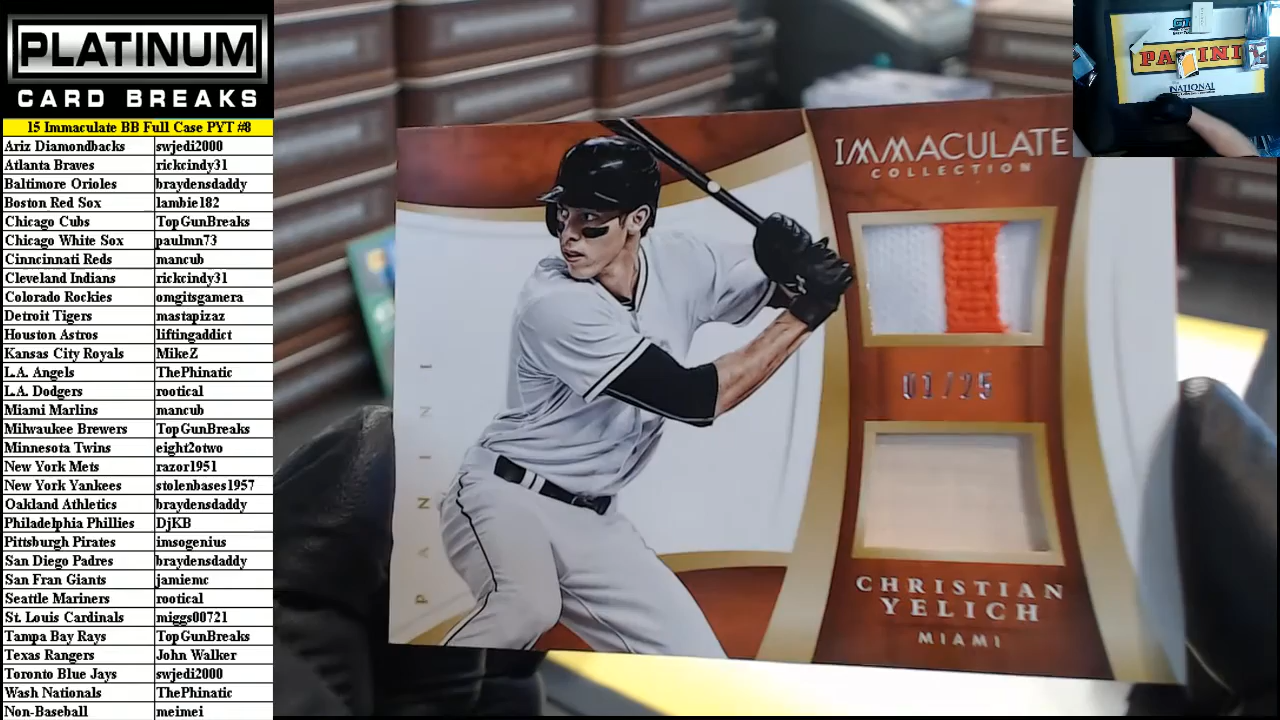 PLATINUM
CARD BREAKS
15 Immaculate BB Full Case PYT #8
Ariz Diamondbacks swjedi2000
Atlanta Braves rickcindy31
Baltimore Orioles braydensdaddy
Boston Red Sox lambie182
Chicago Cubs TopGunBreaks
Chicago White Sox paulmn73
Cinncinnati Reds mancub
Cleveland Indians rickcindy31
Colorado Rockies omgitsgamera
Detroit Tigers mastapizaz
Houston Astros liftingaddict
Kansas City Royals MikeZ
L.A. Angels ThePhinatic
L.A. Dodgers rootical
Miami Marlins mancub
Milwaukee Brewers TopGunBreaks
Minnesota Twins eight2otwo
New York Mets razor1951
New York Yankees stolenbases1957
Oakland Athletics braydensdaddy
Philadelphia Phillies DjKB
Pittsburgh Pirates imsogenius
San Diego Padres braydensdaddy
San Fran Giants jamiemc
Seattle Mariners rootical
St. Louis Cardinals miggs00721
Tampa Bay Rays TopGunBreaks
Texas Rangers John Walker
Toronto Blue Jays swjedi2000
Wash Nationals ThePhinatic
Non-Baseball meimei
PANINI
IMMACULATE
COLLECTION
01/25
CHRISTIAN
YELICH
MIAMI
PANINI
NATIONAL